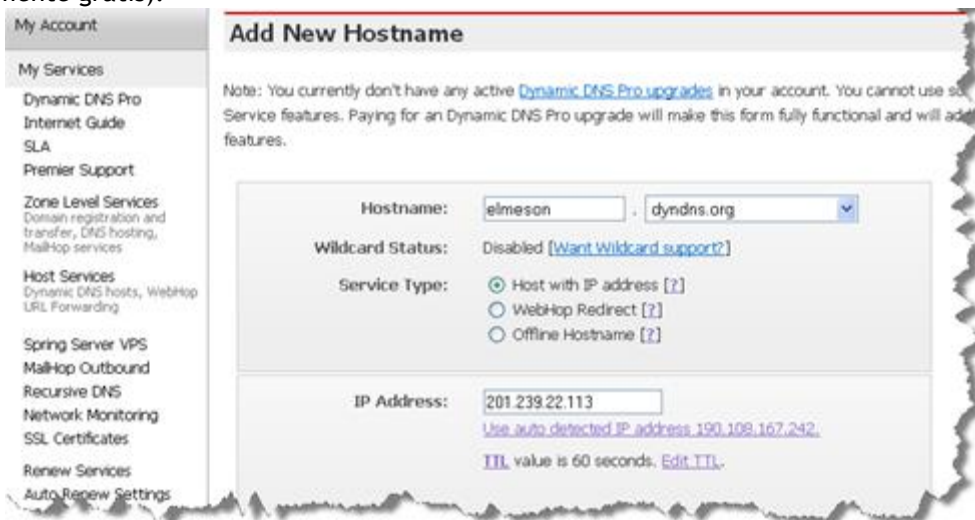 gratis).
My Account
My Services
Dynamic DNS Pro
Internet Guide
SLA
Premier Support
Zone Level Services
Domain registration and
transfer, DNS hosting,
MailHop services
Host Services
Dynamic DNS hosts, WebHop
URL Forwarding
Spring Server VPS
MailHop Outbound
Recursive DNS
Network Monitoring
SSL Certificates
Renew Services
Auto Renew Settings
Add New Hostname
Note: You currently don't have any active Dynamic DNS Pro upgrades in your account. You cannot use
Service features. Paying for an Dynamic DNS Pro upgrade will make this form fully functional and will
features.
Hostname: elmeson . dyndns.org
Wildcard Status: Disabled [Want Wildcard support?]
Service Type: Host with IP address [?]
WebHop Redirect [?]
Offline Hostname [?]
IP Address: 201.239.22.113
Use auto detected IP address 190.108.167.242.
TTL value is 60 seconds. Edit TTL.